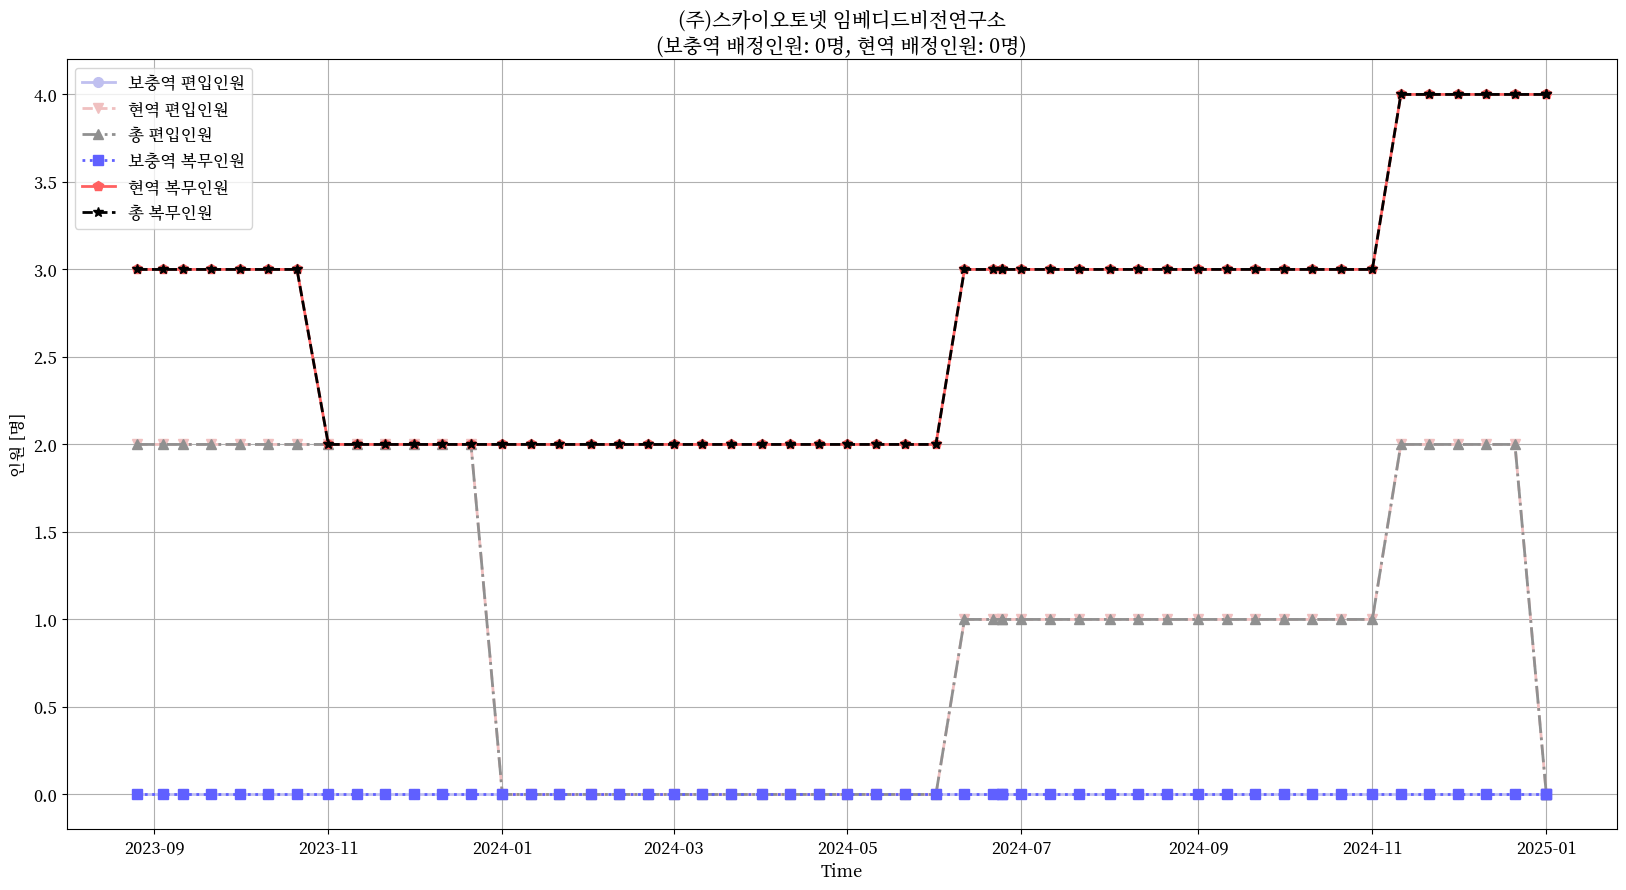 (주)스카이오토넷 임베디드비전연구소
(보충역 배정인원: 0명, 현역 배정인원: 0명)
보충역 편입인원
현역 편입인원
총 편입인원
보충역 복무인원
현역 복무인원
총 복무인원
인원 [명]
4.0
3.5
3.0
2.5
2.0
1.5
1.0
0.5
0.0
2023-09
2023-11
2024-01
2024-03
2024-05
2024-07
2024-09
2024-11
2025-01
Time